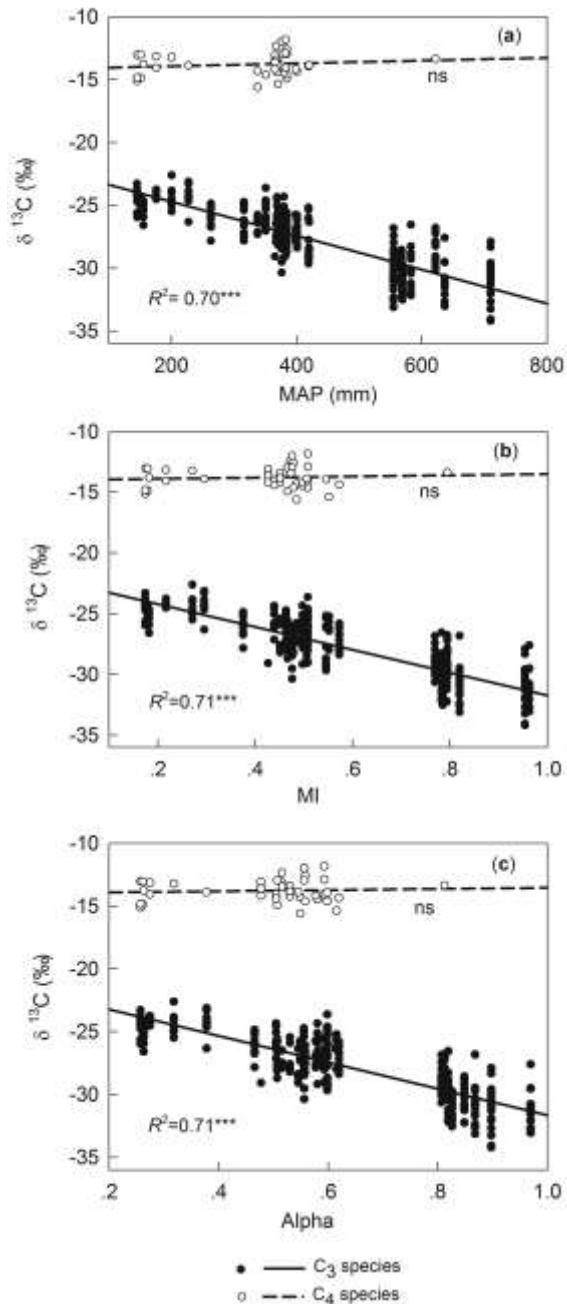 -10
(a)
-15
ns
-20
δ ¹³C (‰)
-25
-30
R²= 0.70***
-35
200 400 600 800
MAP (mm)
-10
(b)
-15
ns
-20
δ ¹³C (‰)
-25
-30
R²=0.71***
-35
.2 .4 .6 .8 1.0
MI
-10
(c)
-15
ns
-20
δ ¹³C (‰)
-25
-30
R²=0.71***
-35
.2 .4 .6 .8 1.0
Alpha
C₃ species
C₄ species